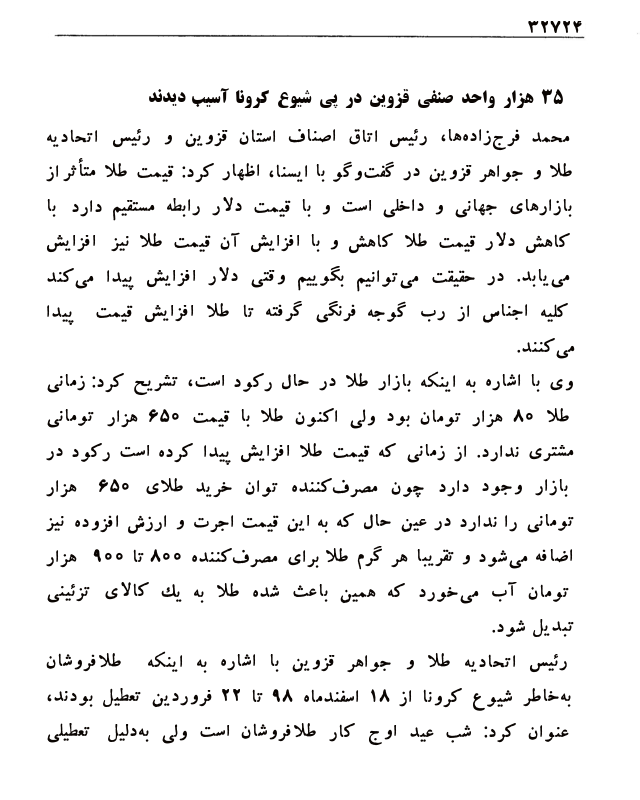 ۳۲۷۲۴
۳۵ هزار واحد صنفی قزوین در پی شیوع کرونا آسیب دیدند
محمد فرج‌زاده‌ها، رئیس اتاق اصناف استان قزوین و رئیس اتحادیه
طلا و جواهر قزوین در گفت‌وگو با ایسنا، اظهار کرد: قیمت طلا متأثر از
بازارهای جهانی و داخلی است و با قیمت دلار رابطه مستقیم دارد با
کاهش دلار قیمت طلا کاهش و با افزایش آن قیمت طلا نیز افزایش
می‌یابد. در حقیقت می‌توانیم بگوییم وقتی دلار افزایش پیدا می‌کند
کلیه اجناس از رب گوجه فرنگی گرفته تا طلا افزایش قیمت پیدا
می‌کنند.
وی با اشاره به اینکه بازار طلا در حال رکود است، تشریح کرد: زمانی
طلا ۸۰ هزار تومان بود ولی اکنون طلا با قیمت ۶۵۰ هزار تومانی
مشتری ندارد. از زمانی که قیمت طلا افزایش پیدا کرده است رکود در
بازار وجود دارد چون مصرف‌کننده توان خرید طلای ۶۵۰ هزار
تومانی را ندارد در عین حال که به این قیمت اجرت و ارزش افزوده نیز
اضافه می‌شود و تقریبا هر گرم طلا برای مصرف‌کننده ۸۰۰ تا ۹۰۰ هزار
تومان آب می‌خورد که همین باعث شده طلا به یك کالای تزئینی
تبدیل شود.
رئیس اتحادیه طلا و جواهر قزوین با اشاره به اینکه طلافروشان
به‌خاطر شیوع کرونا از ۱۸ اسفندماه ۹۸ تا ۲۲ فروردین تعطیل بودند،
عنوان کرد: شب عید اوج کار طلافروشان است ولی به‌دلیل تعطیلی